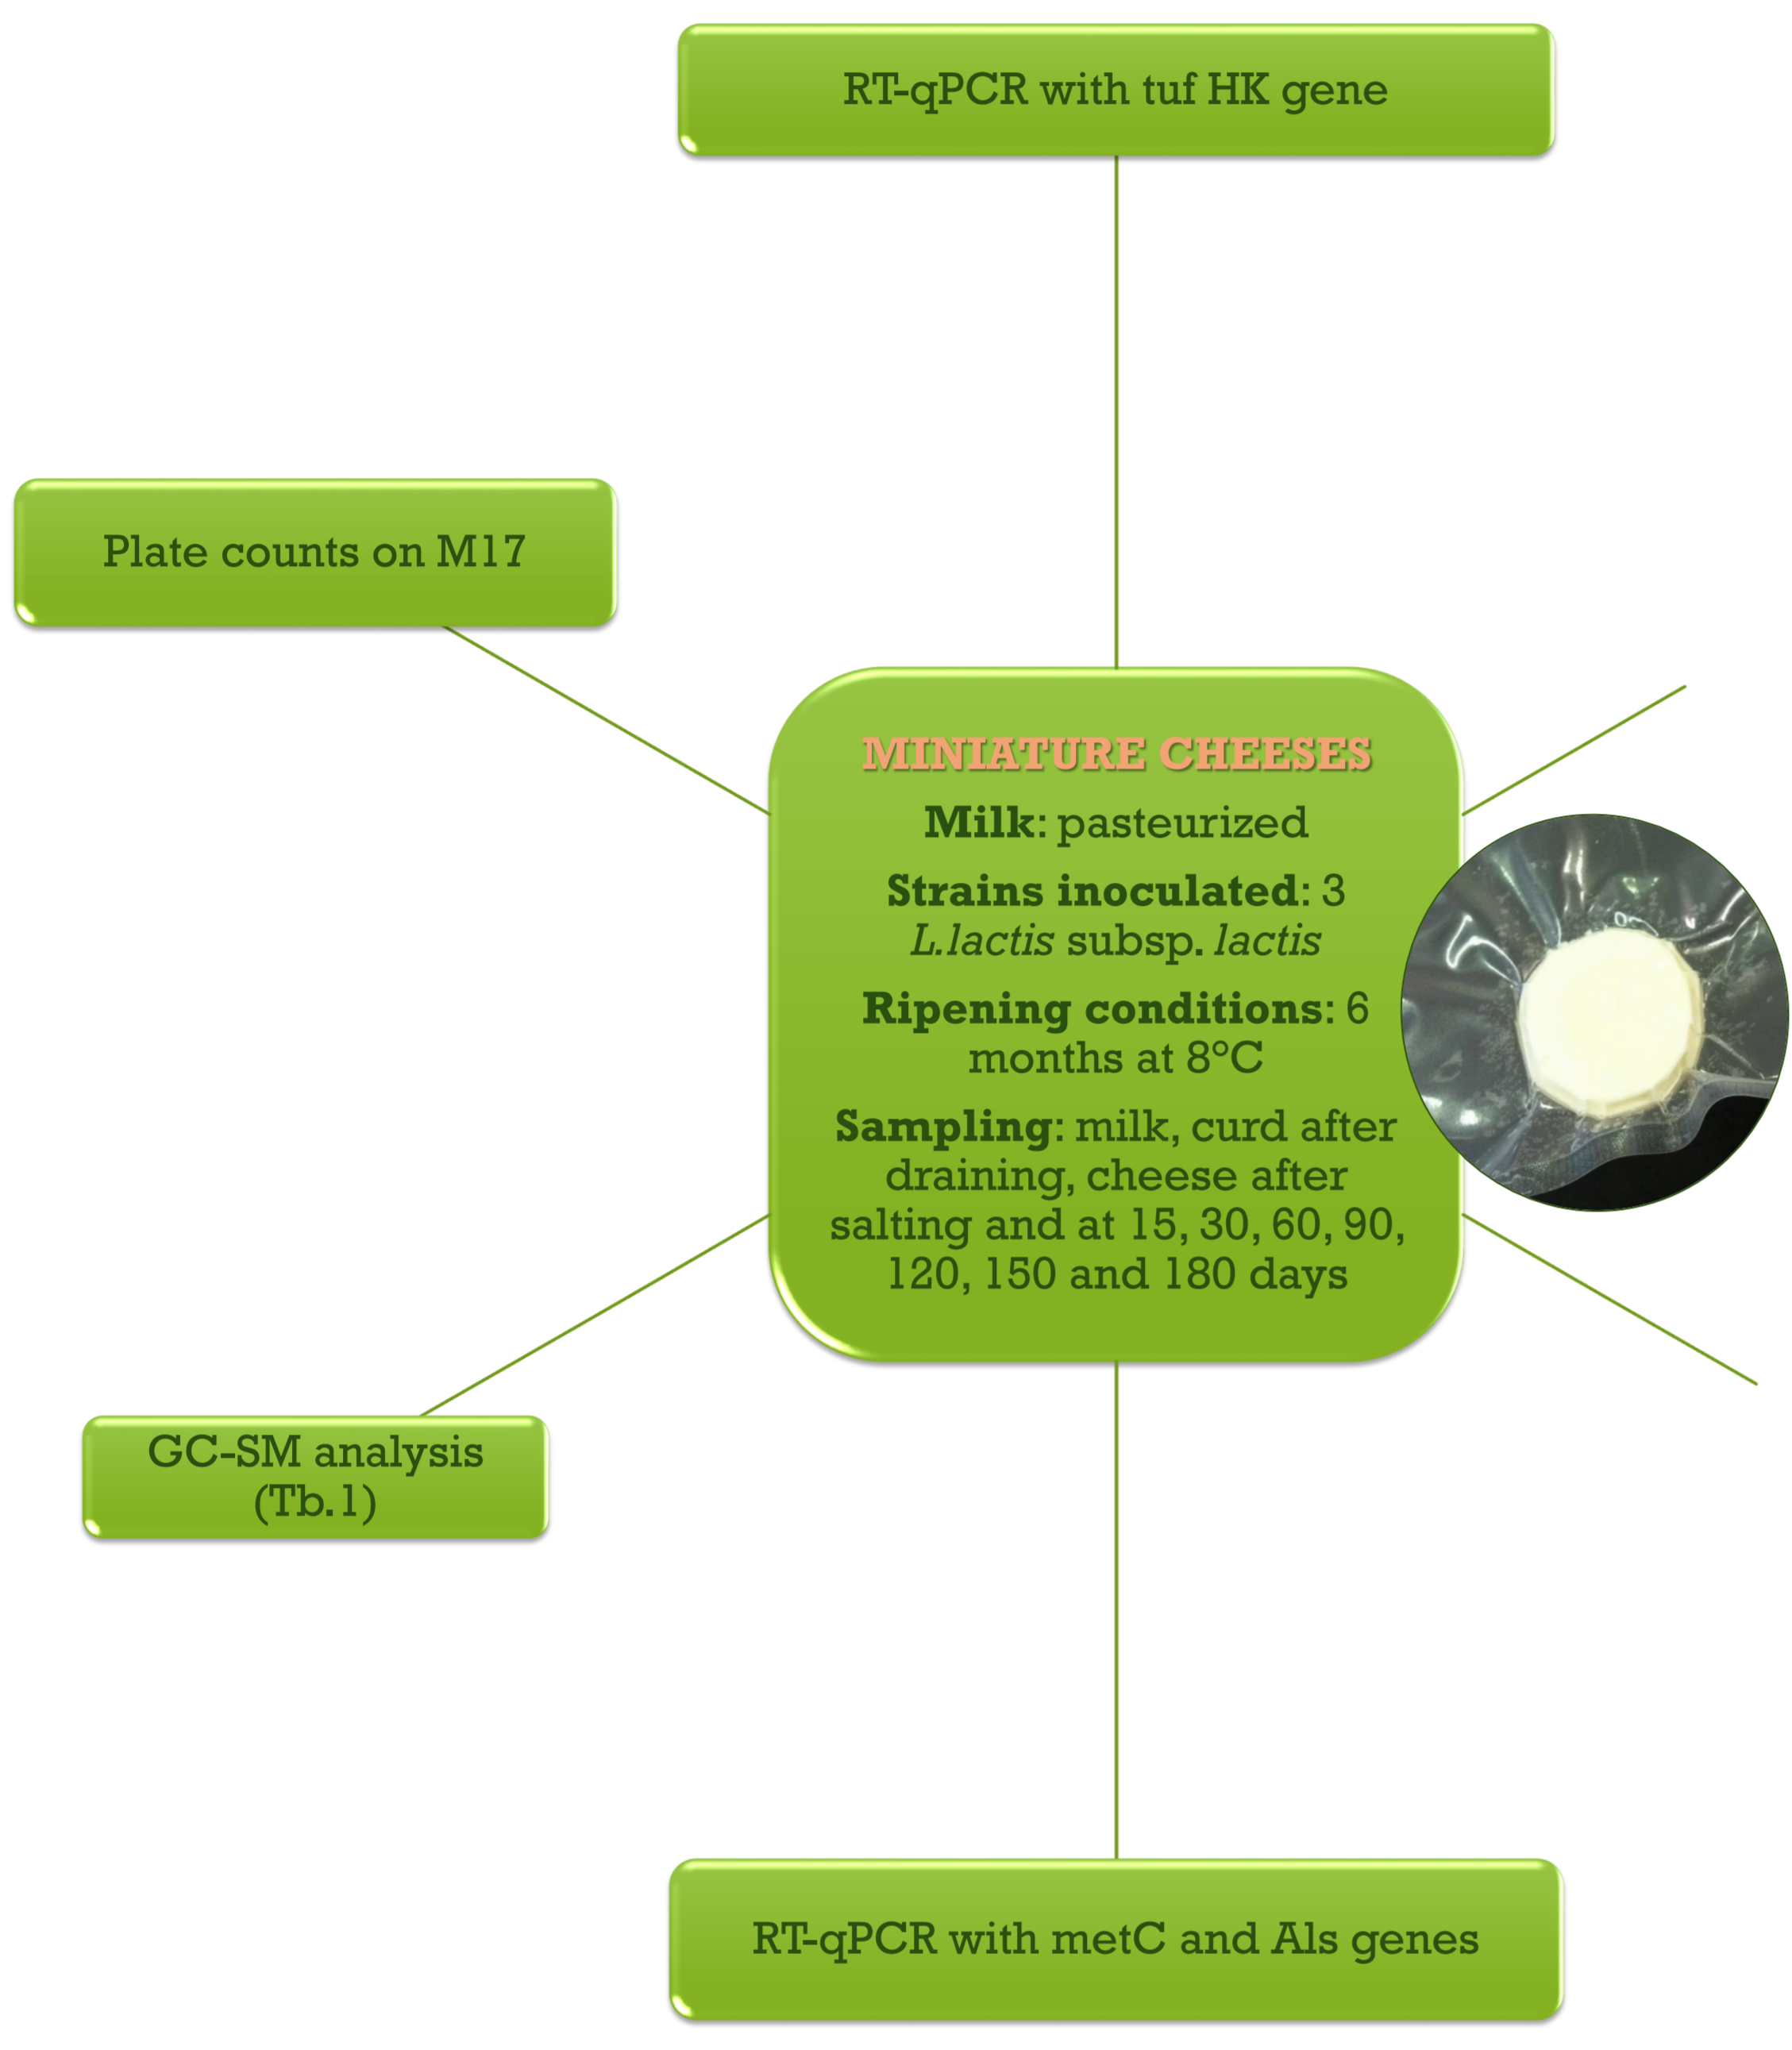 RT-qPCR with tuf HK gene
Plate counts on M17
MINIATURE CHEESES
Milk: pasteurized
Strains inoculated: 3
L.lactis subsp. lactis
Ripening conditions: 6
months at 8°C
Sampling: milk, curd after
draining, cheese after
salting and at 15, 30, 60, 90,
120, 150 and 180 days
GC-SM analysis
(Tb.1)
RT-qPCR with metC and Als genes